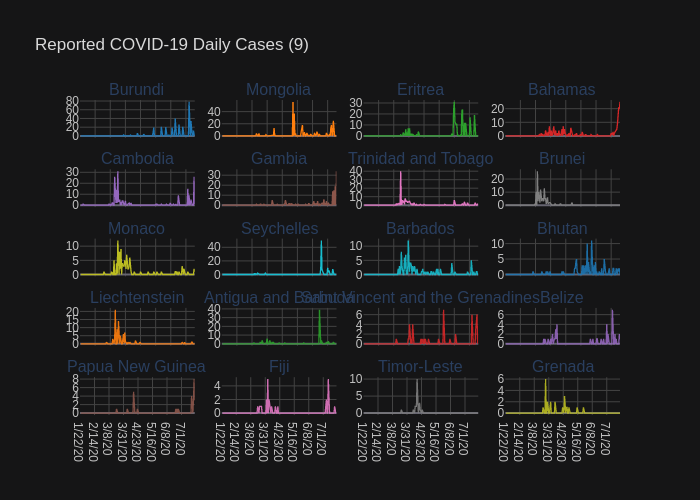 Reported COVID-19 Daily Cases (9)
Burundi Mongolia Eritrea Bahamas
80 60 40 20 0
40 20 0
30 20 10 0
20 10 0
Cambodia Gambia Trinidad and Tobago Brunei
30 20 10 0
30 20 10 0
40 30 20 10 0
20 10 0
Monaco Seychelles Barbados Bhutan
10 5 0
40 20 0
10 5 0
10 5 0
Liechtenstein Antigua and Barbuda Saint Vincent and the Grenadines Belize
20 15 10 5 0
40 30 20 10 0
6 4 2 0
6 4 2 0
Papua New Guinea Fiji Timor-Leste Grenada
8 6 4 2 0
4 2 0
10 5 0
6 4 2 0
1/22/20 2/14/20 3/8/20 3/31/20 4/23/20 5/16/20 6/8/20 7/1/20
1/22/20 2/14/20 3/8/20 3/31/20 4/23/20 5/16/20 6/8/20 7/1/20
1/22/20 2/14/20 3/8/20 3/31/20 4/23/20 5/16/20 6/8/20 7/1/20
1/22/20 2/14/20 3/8/20 3/31/20 4/23/20 5/16/20 6/8/20 7/1/20